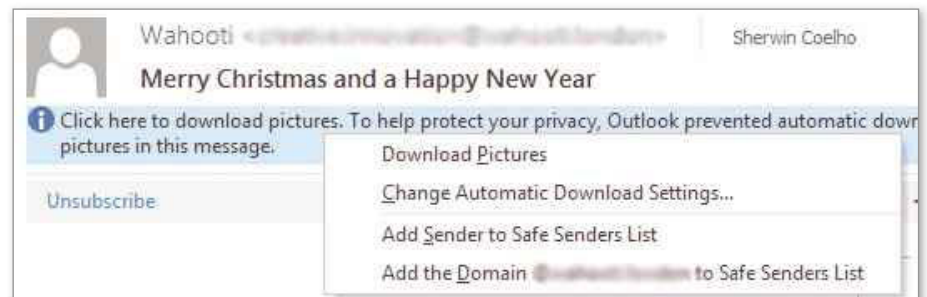 Wahooti
Sherwin Coelho
Merry Christmas and a Happy New Year
Click here to download pictures. To help protect your privacy, Outlook prevented automatic dowr
pictures in this message.
Download Pictures
Change Automatic Download Settings...
Unsubscribe
Add Sender to Safe Senders List
Add the Domain to Safe Senders List